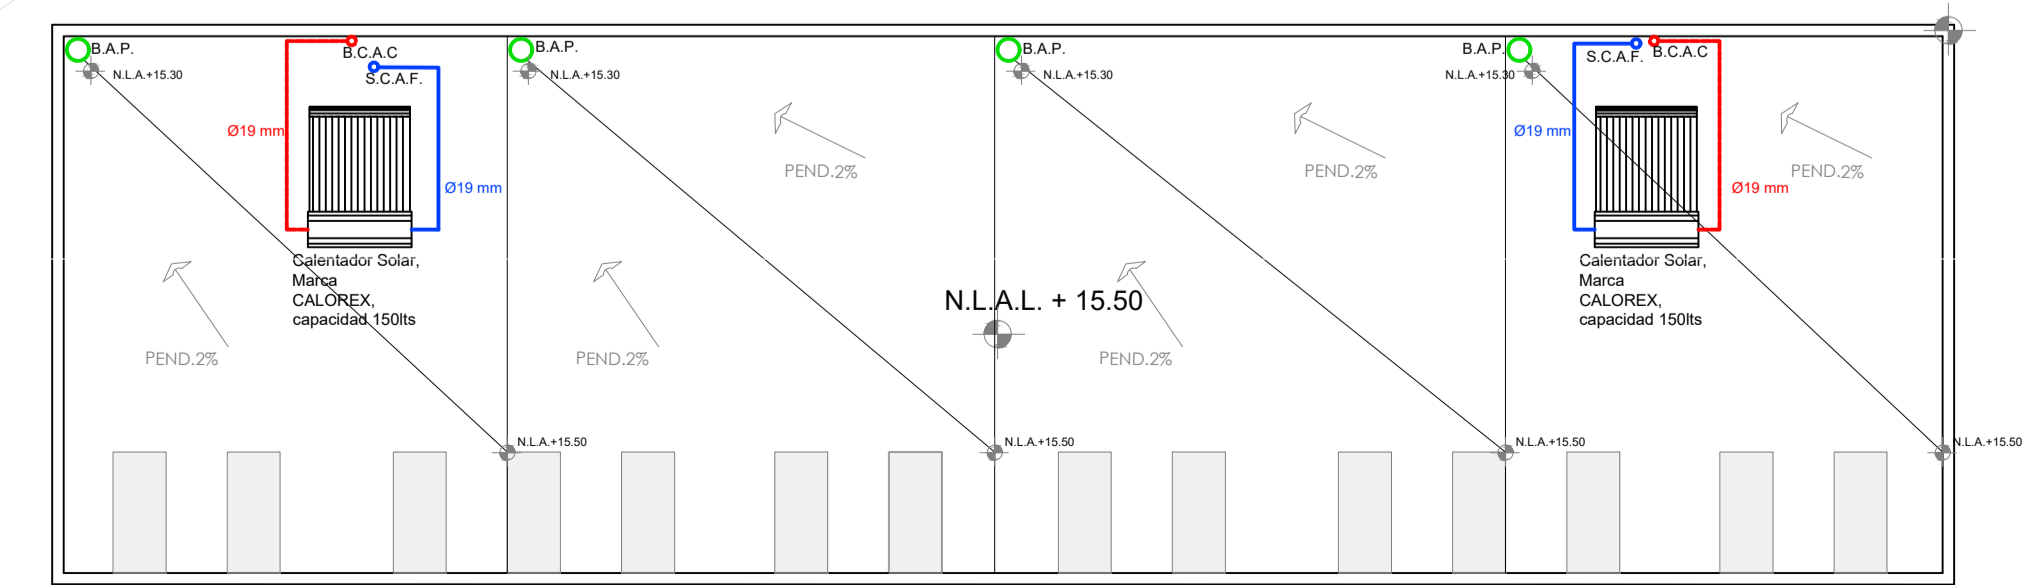 B.A.P.
N.L.A.+15.30
B.C.A.C
S.C.A.F.
B.A.P.
N.L.A.+15.30
B.A.P.
N.L.A.+15.30
B.A.P.
N.L.A.+15.30
S.C.A.F.
B.C.A.C
Ø19 mm
Ø19 mm
PEND.2%
PEND.2%
Ø19 mm
Ø19 mm
PEND.2%
Calentador Solar,
Marca
CALOREX,
capacidad 150lts
N.L.A.L. + 15.50
Calentador Solar,
Marca
CALOREX,
capacidad 150lts
PEND.2%
PEND.2%
PEND.2%
N.L.A.+15.50
N.L.A.+15.50
N.L.A.+15.50
N.L.A.+15.50